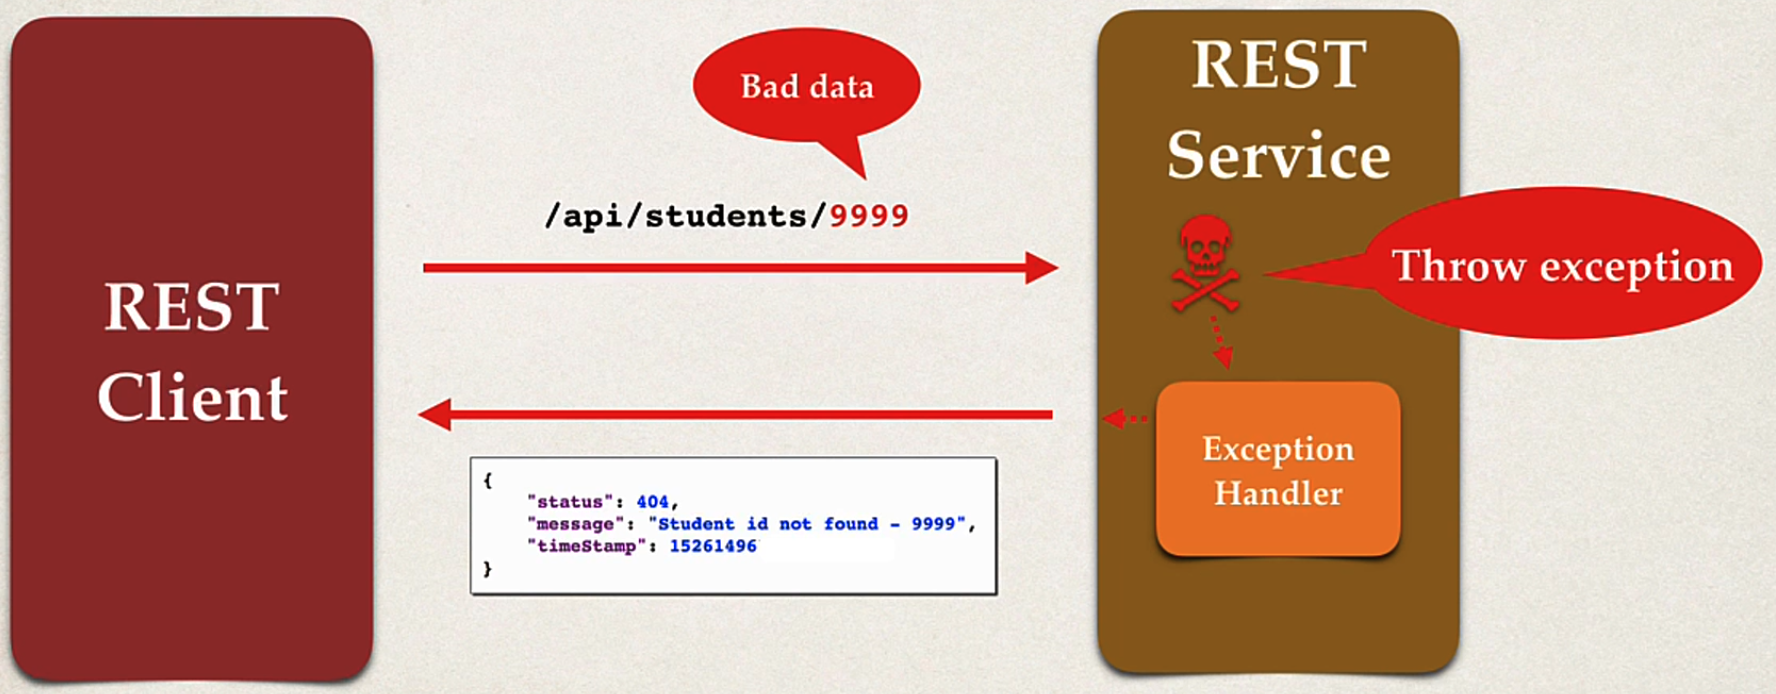 REST
Client
Bad data
/api/students/9999
{
"status": 404,
"message": "Student id not found - 9999",
"timeStamp": 15261496
}
REST
Service
Throw exception
Exception
Handler